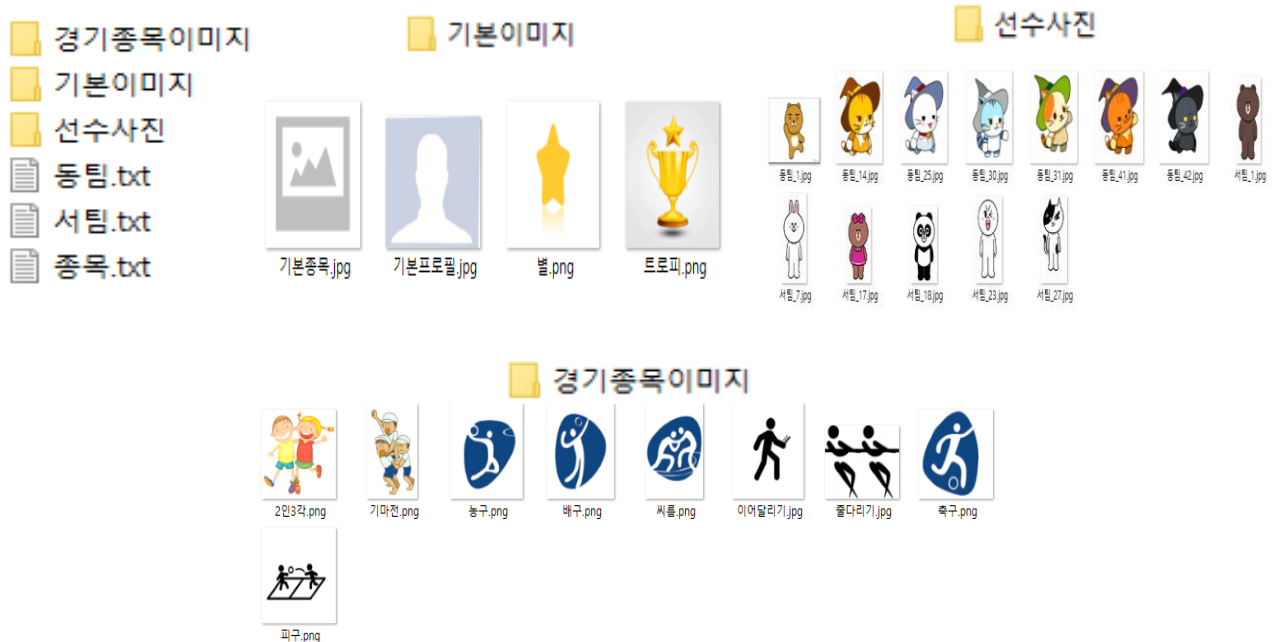 경기종목이미지
기본이미지
선수사진
동팀.txt
서팀.txt
종목.txt
기본이미지
기본종목.jpg
기본프로필.jpg
별.png
트로피.png
선수사진
동팀_1.jpg
동팀_14.jpg
동팀_25.jpg
동팀_30.jpg
동팀_31.jpg
동팀_41.jpg
동팀_42.jpg
서팀_1.jpg
서팀_7.jpg
서팀_17.jpg
서팀_18.jpg
서팀_23.jpg
서팀_27.jpg
경기종목이미지
2인3각.png
기마전.png
농구.png
배구.png
씨름.png
이어달리기.jpg
줄다리기.jpg
축구.png
피구.png